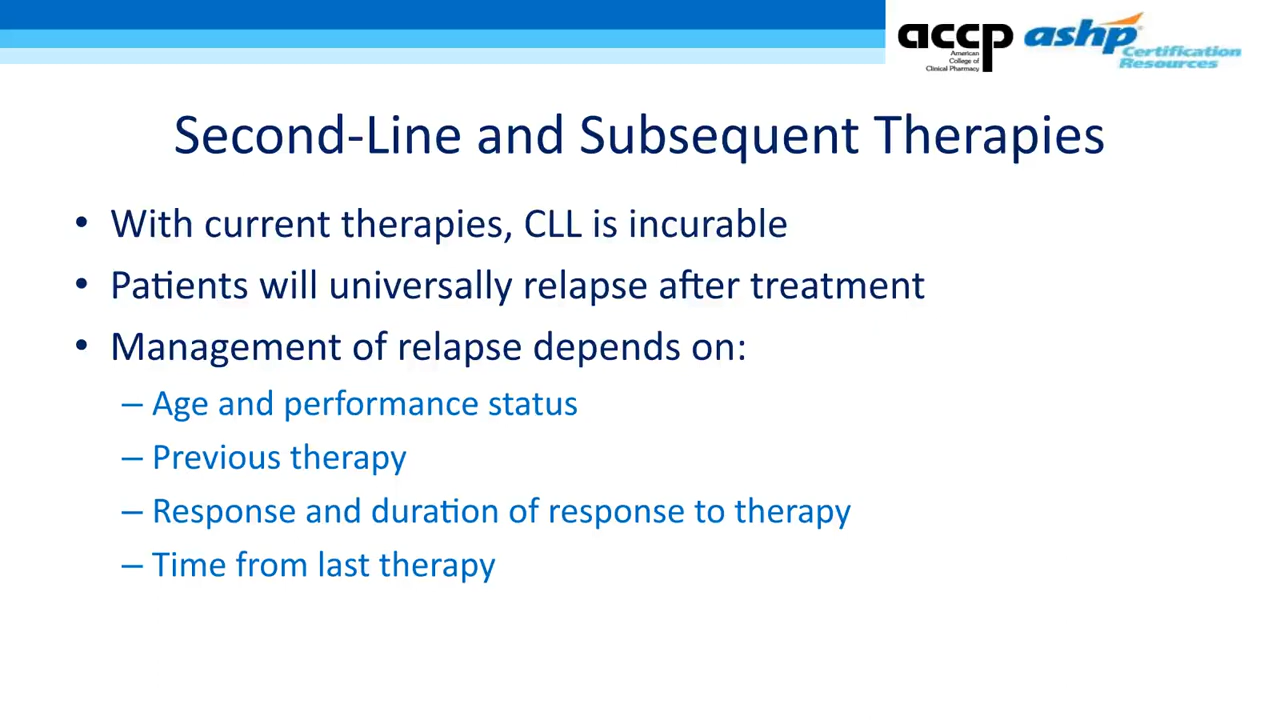 accp
American
College of
Clinical Pharmacy
ashp
Certification
Resources
Second-Line and Subsequent Therapies
• With current therapies, CLL is incurable
• Patients will universally relapse after treatment
• Management of relapse depends on:
– Age and performance status
– Previous therapy
– Response and duration of response to therapy
– Time from last therapy